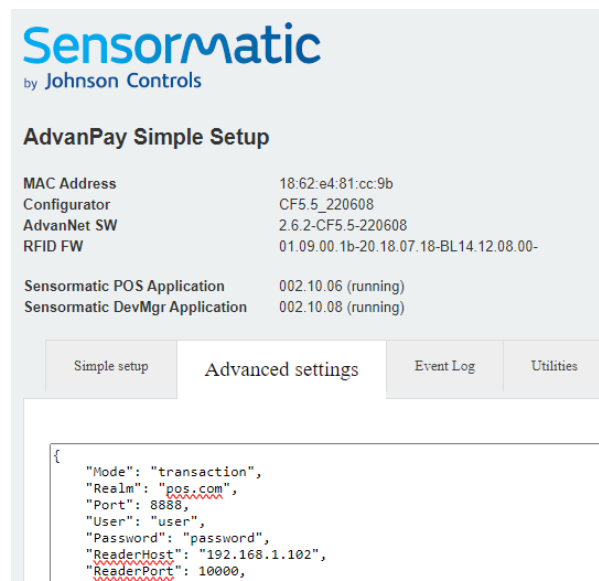 Sensormatic
by Johnson Controls
AdvanPay Simple Setup
MAC Address 18:62:e4:81:cc:9b
Configurator CF5.5_220608
AdvanNet SW 2.6.2-CF5.5-220608
RFID FW 01.09.00.1b-20.18.07.18-BL14.12.08.00-
Sensormatic POS Application 002.10.06 (running)
Sensormatic DevMgr Application 002.10.08 (running)
Simple setup Advanced settings Event Log Utilities
{
"Mode": "transaction",
"Realm": "pos.com",
"Port": 8888,
"User": "user",
"Password": "password",
"ReaderHost": "192.168.1.102",
"ReaderPort": 10000,